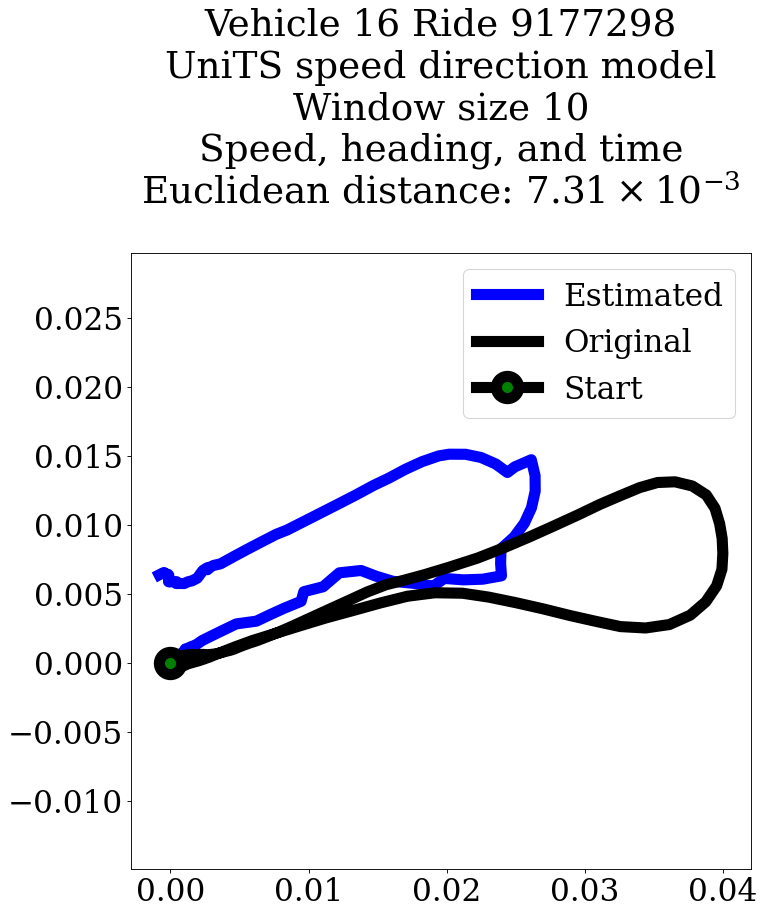 Vehicle 16 Ride 9177298
UniTS speed direction model
Window size 10
Speed, heading, and time
Euclidean distance: 7.31 × 10⁻³
Estimated
Original
Start
0.025
0.020
0.015
0.010
0.005
0.000
−0.005
−0.010
0.00 0.01 0.02 0.03 0.04